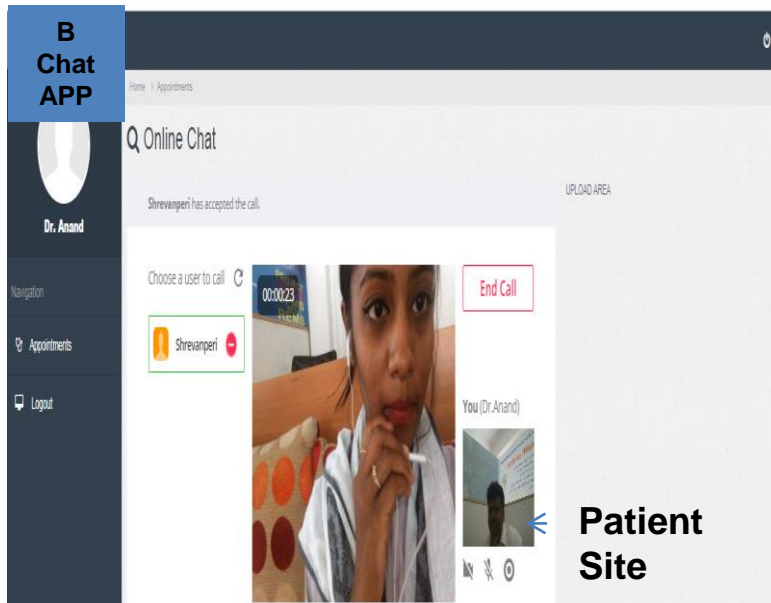 B
Chat
APP
Home > Appointments
Online Chat
Shrevanperi has accepted the call.
UPLOAD AREA
Dr. Anand
Navigation
Choose a user to call
00:00:23
End Call
Appointments
Shrevanperi
Logout
You (Dr.Anand)
Patient
Site